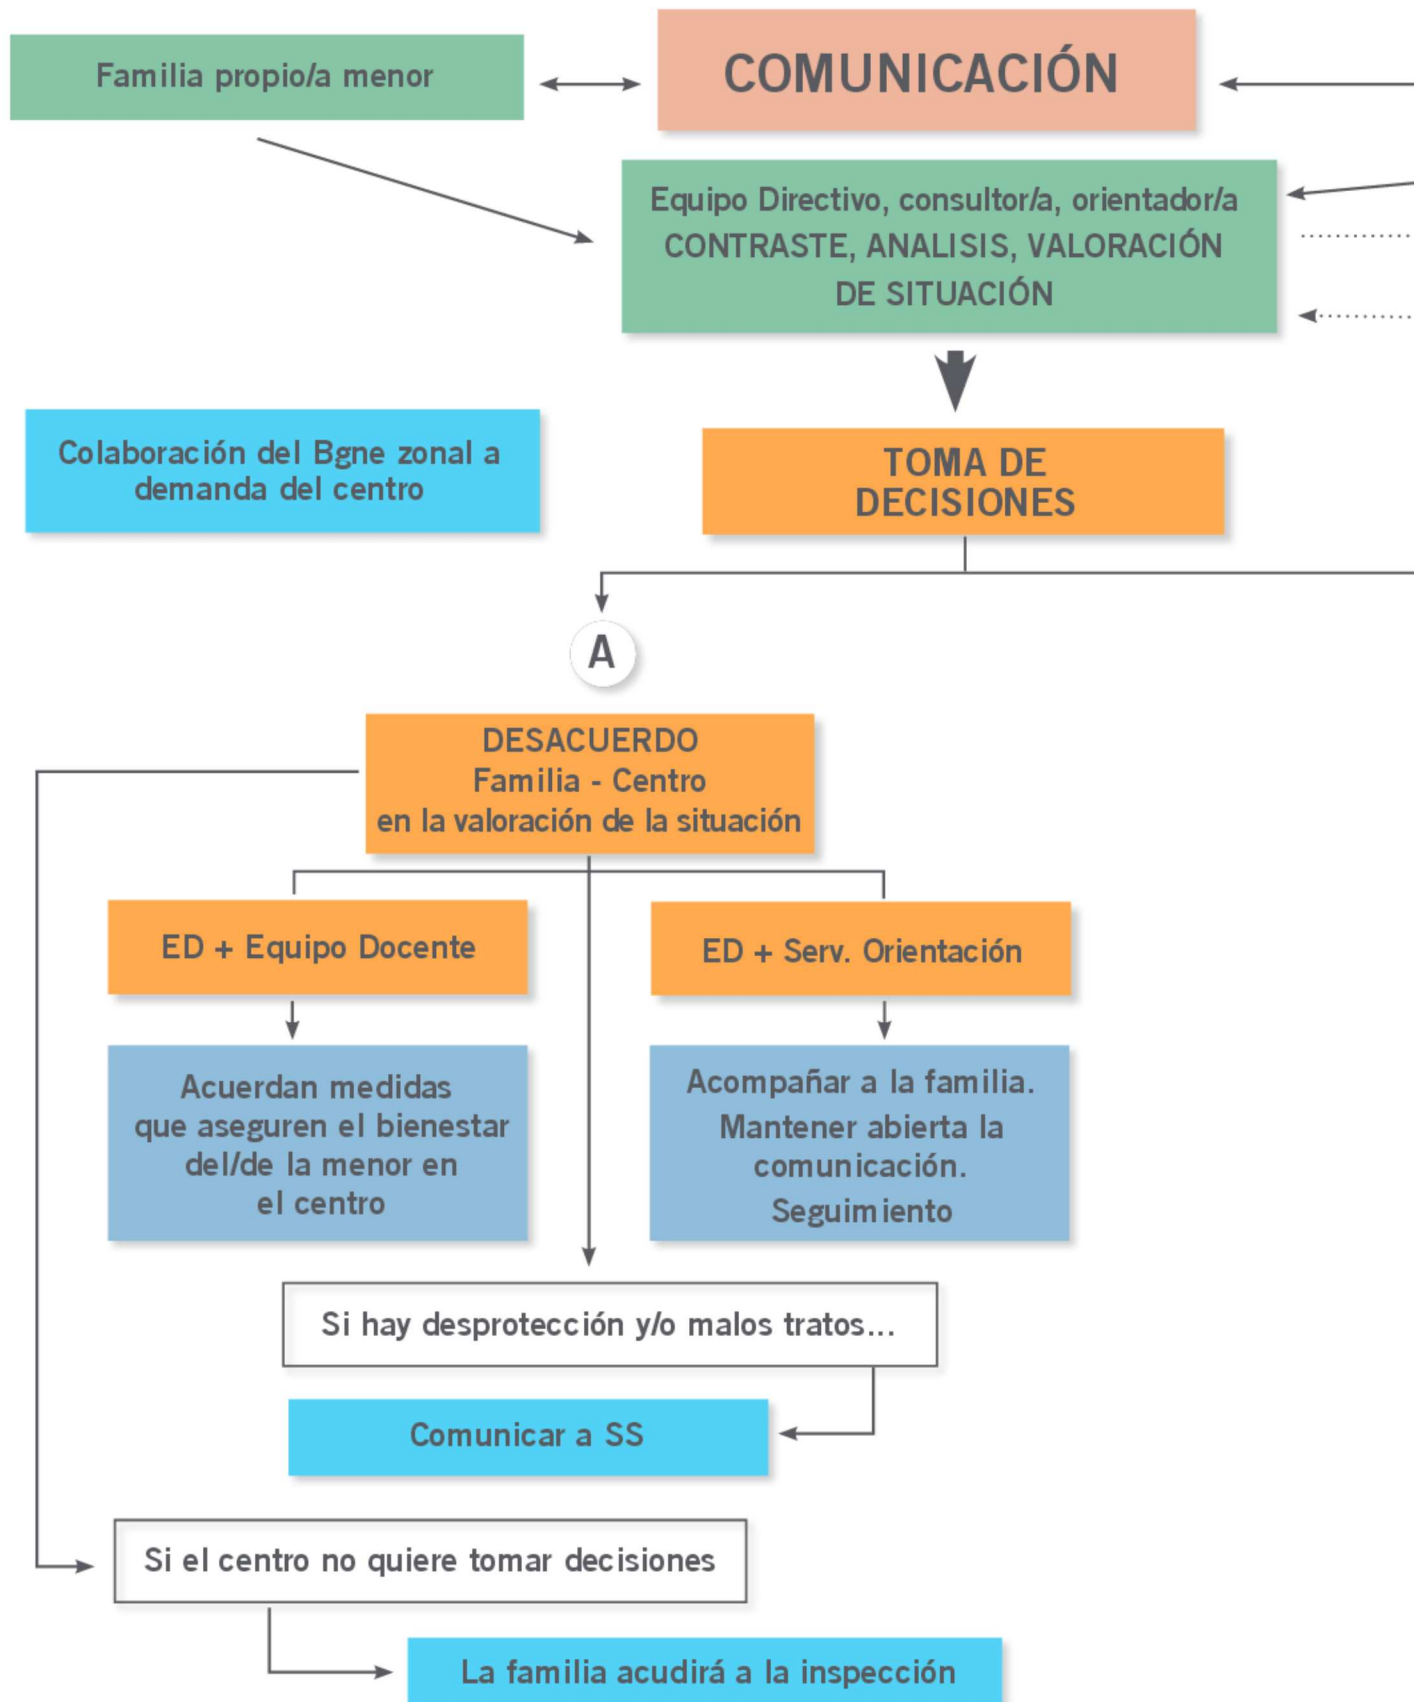 Familia propio/a menor
COMUNICACIÓN
Equipo Directivo, consultor/a, orientador/a
CONTRASTE, ANALISIS, VALORACIÓN
DE SITUACIÓN
Colaboración del Bgne zonal a
demanda del centro
TOMA DE
DECISIONES
A
DESACUERDO
Familia - Centro
en la valoración de la situación
ED + Equipo Docente
ED + Serv. Orientación
Acuerdan medidas
que aseguren el bienestar
del/de la menor en
el centro
Acompañar a la familia.
Mantener abierta la
comunicación.
Seguimiento
Si hay desprotección y/o malos tratos...
Comunicar a SS
Si el centro no quiere tomar decisiones
La familia acudirá a la inspección